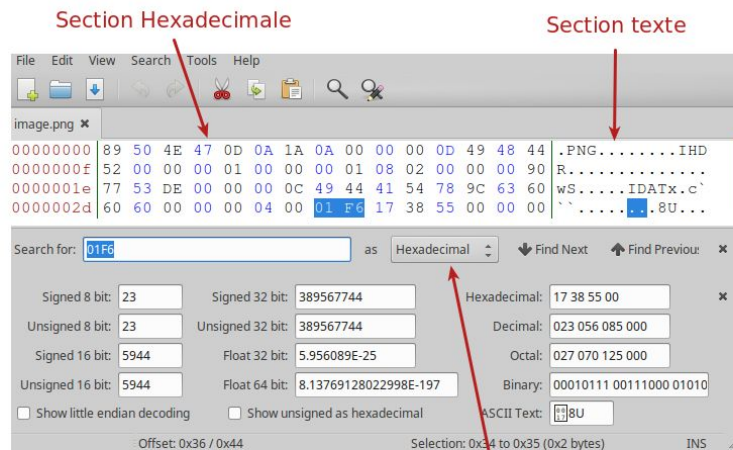 Section Hexadecimale
Section texte
File Edit View Search Tools Help
image.png
00000000 89 50 4E 47 0D 0A 1A 0A 00 00 00 0D 49 48 44 .PNG........IHD
0000000f 52 00 00 00 01 00 00 00 01 08 02 00 00 00 90 R..............
0000001e 77 53 DE 00 00 00 0C 49 44 41 54 78 9C 63 60 wS.....IDATx.c`
0000002d 60 60 00 00 00 04 00 01 F6 17 38 55 00 00 00 ``.......8U...
Search for: 01F6 as Hexadecimal Find Next Find Previou
Signed 8 bit: 23 Signed 32 bit: 389567744 Hexadecimal: 17 38 55 00
Unsigned 8 bit: 23 Unsigned 32 bit: 389567744 Decimal: 023 056 085 000
Signed 16 bit: 5944 Float 32 bit: 5.956089E-25 Octal: 027 070 125 000
Unsigned 16 bit: 5944 Float 64 bit: 8.13769128022998E-197 Binary: 00010111 00111000 01010
Show little endian decoding Show unsigned as hexadecimal ASCII Text: 8U
Offset: 0x36 / 0x44 Selection: 0x34 to 0x35 (0x2 bytes) INS